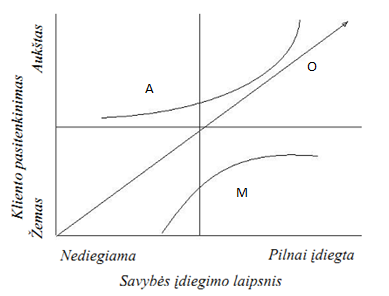 Aukštas
Kliento pasitenkinimas
Žemas
A
O
M
Nediegiama
Pilnai įdiegta
Savybės įdiegimo laipsnis